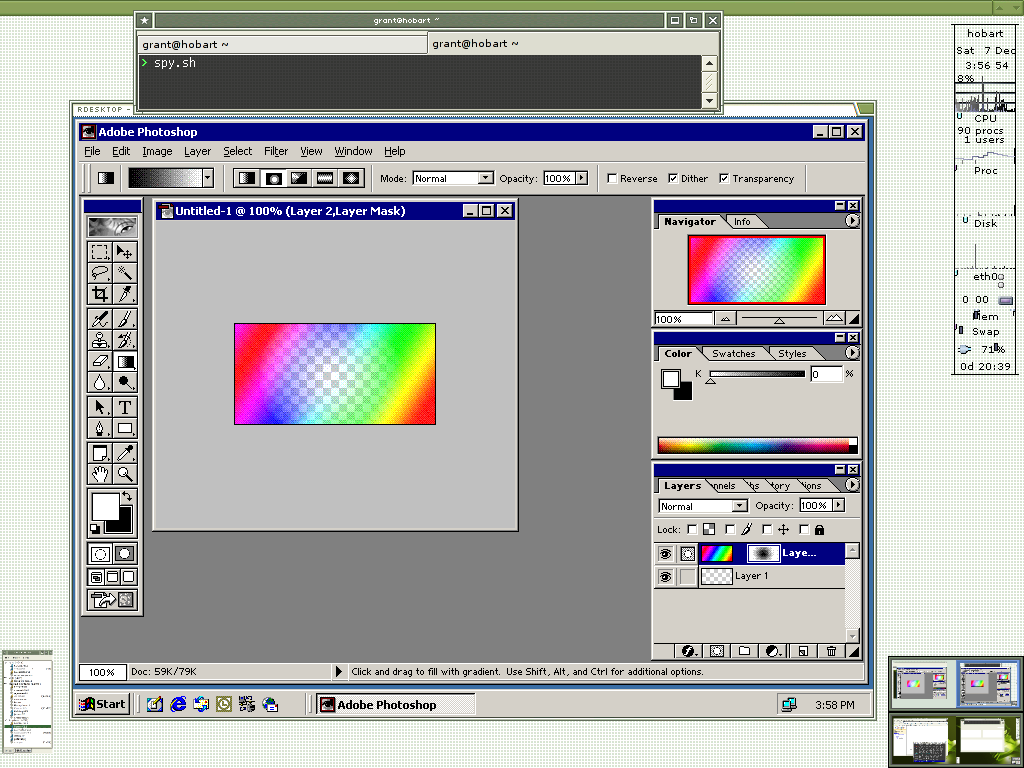 grant@hobart ~
grant@hobart ~
grant@hobart ~
> spy.sh
hobart
Sat 7 Dec
3:56 54
8%
CPU
90 procs
1 users
Proc
Disk
eth0
0 00
Mem
Swap
71%
0d 20:39
RDESKTOP -
Adobe Photoshop
File Edit Image Layer Select Filter View Window Help
Mode: Normal Opacity: 100% Reverse Dither Transparency
Untitled-1 @ 100% (Layer 2,Layer Mask)
Navigator Info
100%
Color Swatches Styles
K 0 %
Layers nnels hs tory ions
Normal Opacity: 100%
Lock:
Laye...
Layer 1
T
100% Doc: 59K/79K Click and drag to fill with gradient. Use Shift, Alt, and Ctrl for additional options.
Start Adobe Photoshop 3:58 PM